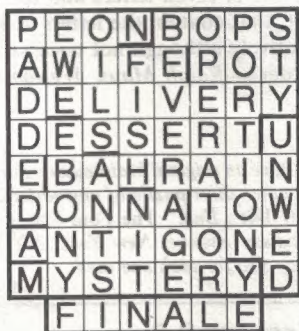 PEONBOPS
AWIFEPOT
DELIVERY
DESSERTU
EBAHRAIN
DONNATOW
ANTIGONE
MYSTERYD
FINALE